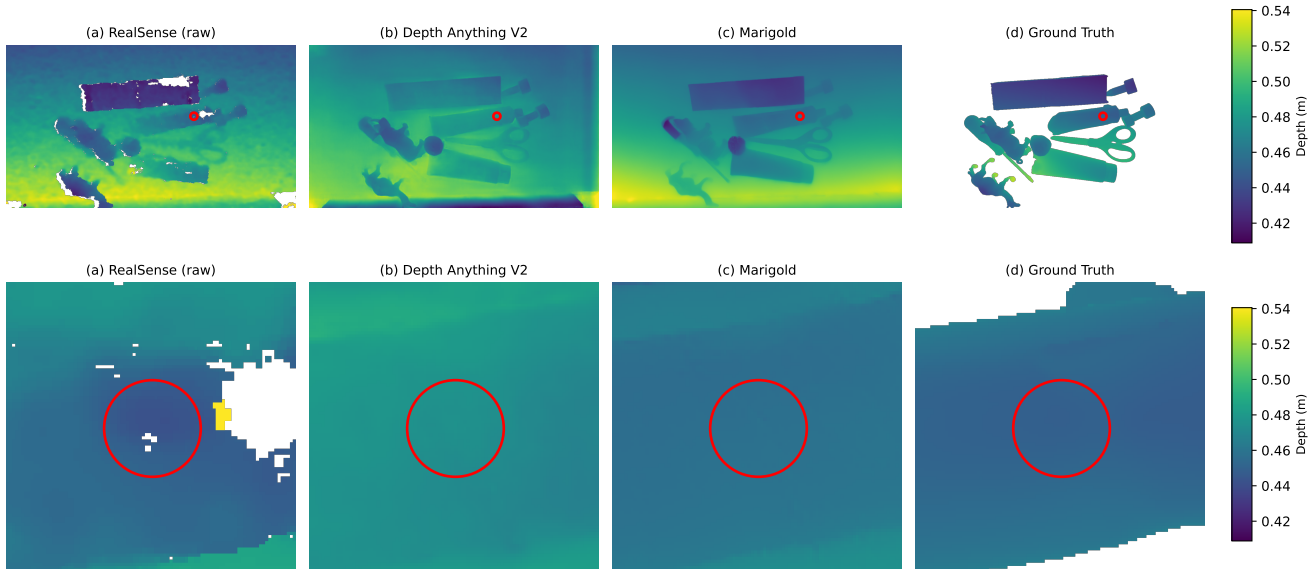 (a) RealSense (raw)
(b) Depth Anything V2
(c) Marigold
(d) Ground Truth
0.54
0.52
0.50
0.48
0.46
0.44
0.42
Depth (m)
(a) RealSense (raw)
(b) Depth Anything V2
(c) Marigold
(d) Ground Truth
0.54
0.52
0.50
0.48
0.46
0.44
0.42
Depth (m)